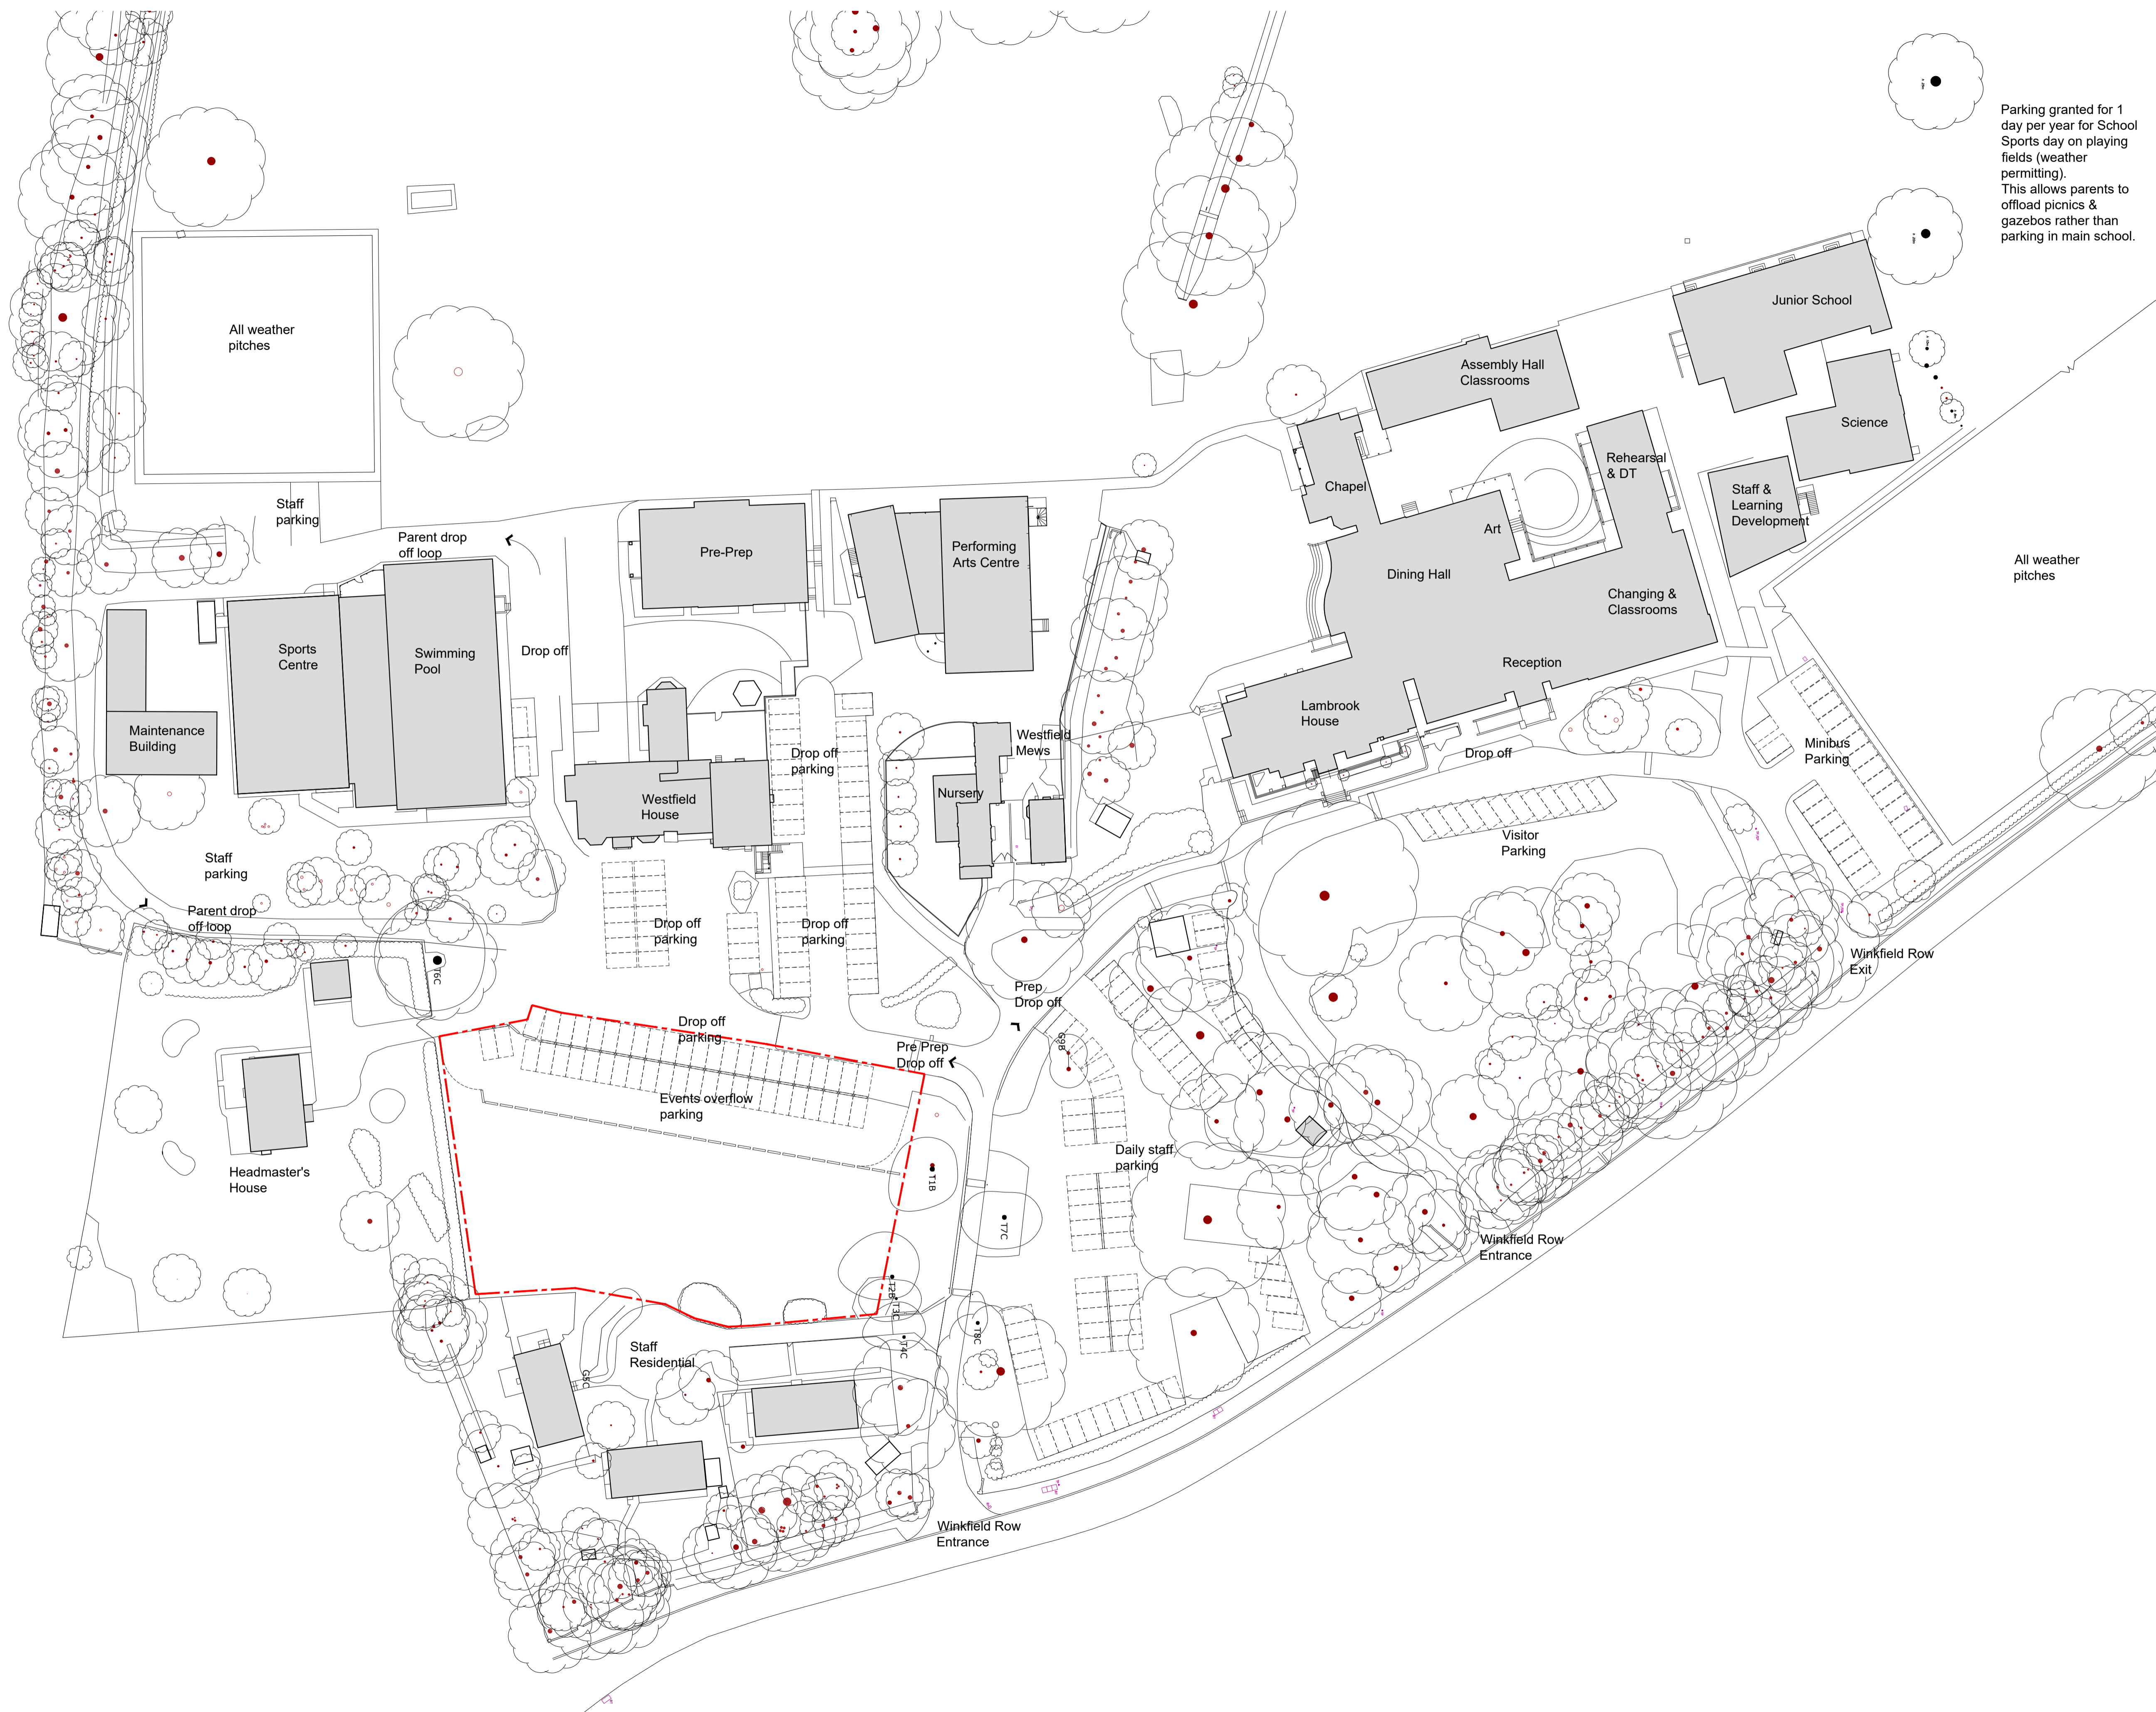 Parking granted for 1
day per year for School
Sports day on playing
fields (weather
permitting).
This allows parents to
offload picnics &
gazebos rather than
parking in main school.
All weather
pitches
Junior School
Assembly Hall
Classrooms
Science
Rehearsal
& DT
Chapel
Staff &
Learning
Development
Art
Staff
parking
Parent drop
off loop
Pre-Prep
Performing
Arts Centre
Dining Hall
All weather
pitches
Changing &
Classrooms
Sports
Centre
Swimming
Pool
Drop off
Reception
Maintenance
Building
Lambrook
House
Westfield
Mews
Drop off
parking
Drop off
Minibus
Parking
Westfield
House
Nursery
Visitor
Parking
Staff
parking
Parent drop
off loop
Drop off
parking
Drop off
parking
Winkfield Row
Exit
T6C
Prep
Drop off
Drop off
parking
Pre Prep
Drop off
G9B
Events overflow
parking
Daily staff
parking
Headmaster's
House
T1B
T7C
Winkfield Row
Entrance
T2B
T3C
T4C
T8C
Staff
Residential
G5C
Winkfield Row
Entrance